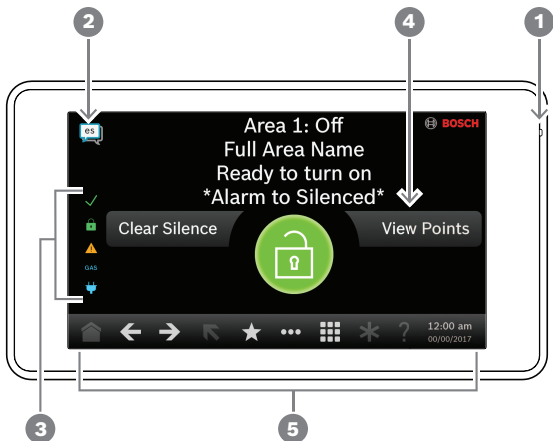 2
4
1
es
Area 1: Off
BOSCH
Full Area Name
Ready to turn on
*Alarm to Silenced*
Clear Silence
View Points
GAS
?
12:00 am
00/00/2017
3
5